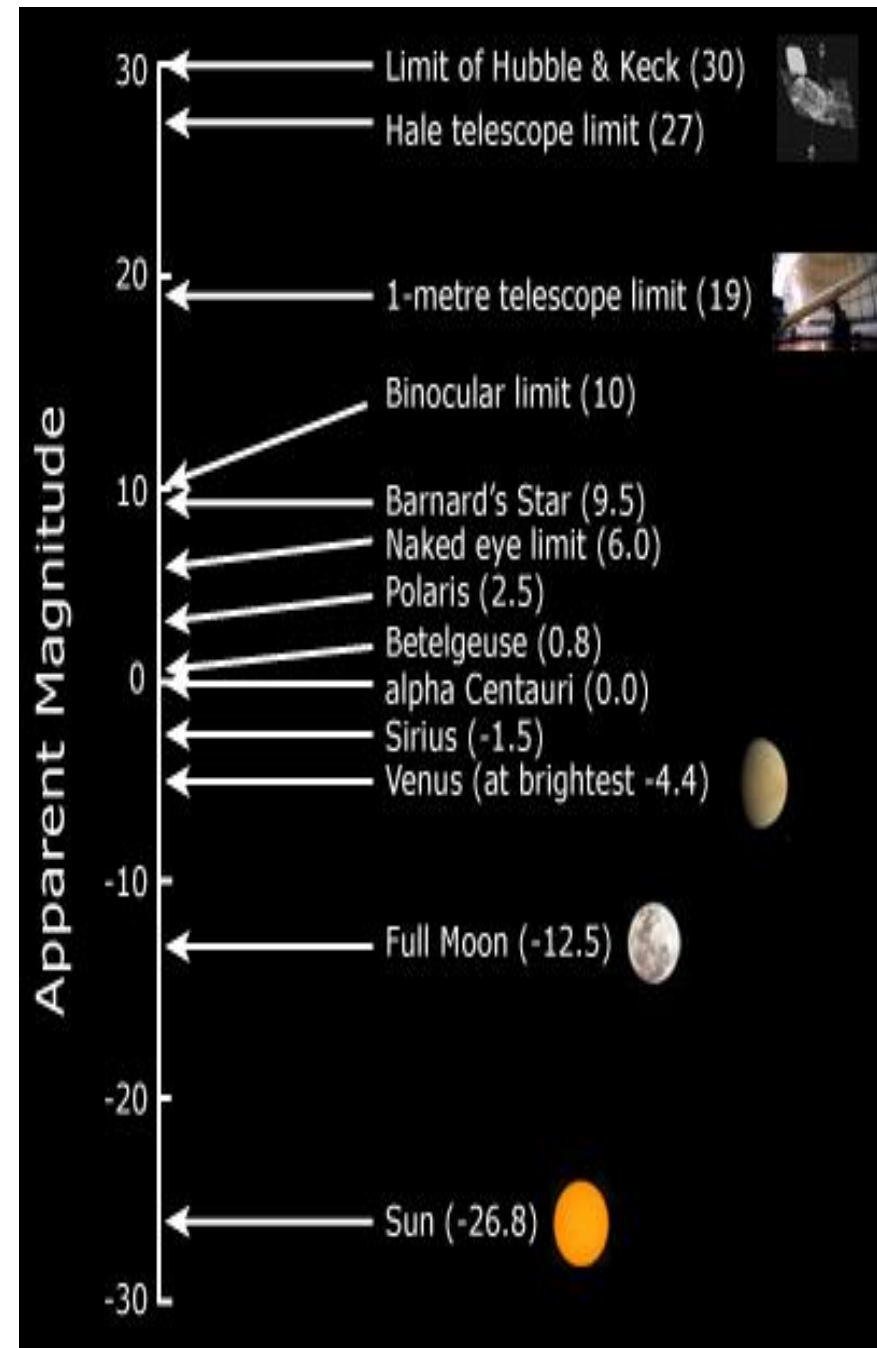 30
Limit of Hubble & Keck (30)
Hale telescope limit (27)
20
1-metre telescope limit (19)
Binocular limit (10)
10
Barnard's Star (9.5)
Naked eye limit (6.0)
Polaris (2.5)
Betelgeuse (0.8)
0
alpha Centauri (0.0)
Sirius (-1.5)
Venus (at brightest -4.4)
-10
Full Moon (-12.5)
-20
Sun (-26.8)
-30
Apparent Magnitude